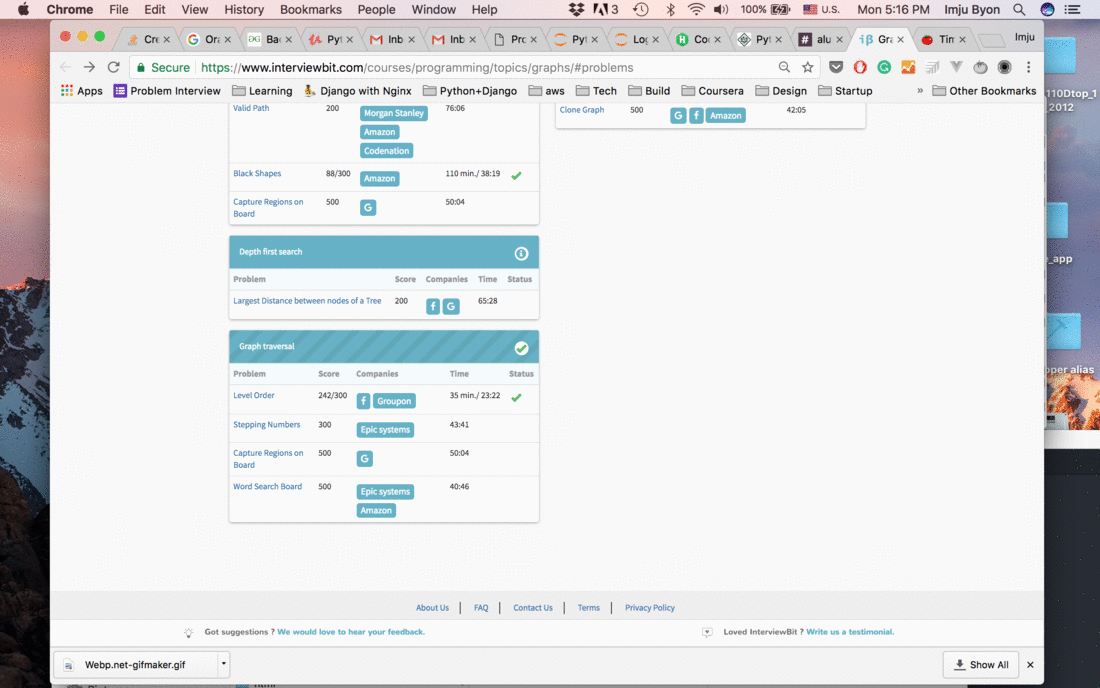 Chrome File Edit View History Bookmarks People Window Help 3 100% U.S. Mon 5:16 PM Imju Byon
Cre Ora Bac Pyt Inb Inb Pro Pyt Log Coc Pyt alu Gra Tim Imju
Secure https://www.interviewbit.com/courses/programming/topics/graphs/#problems
Apps Problem Interview Learning Django with Nginx Python+Django aws Tech Build Coursera Design Startup » Other Bookmarks
110Dtop_1
_2012
Valid Path 200 Morgan Stanley 76:06
Amazon
Codenation
Clone Graph 500 G f Amazon 42:05
Black Shapes 88/300 Amazon 110 min./ 38:19
Capture Regions on 500 G 50:04
Board
_app
Depth first search
Problem Score Companies Time Status
Largest Distance between nodes of a Tree 200 f G 65:28
Graph traversal
Problem Score Companies Time Status
Level Order 242/300 f Groupon 35 min./ 23:22
Stepping Numbers 300 Epic systems 43:41
Capture Regions on 500 G 50:04
Board
Word Search Board 500 Epic systems 40:46
Amazon
oper alias
About Us FAQ Contact Us Terms Privacy Policy
Got suggestions ? We would love to hear your feedback.
Loved InterviewBit ? Write us a testimonial.
Webp.net-gifmaker.gif
Show All